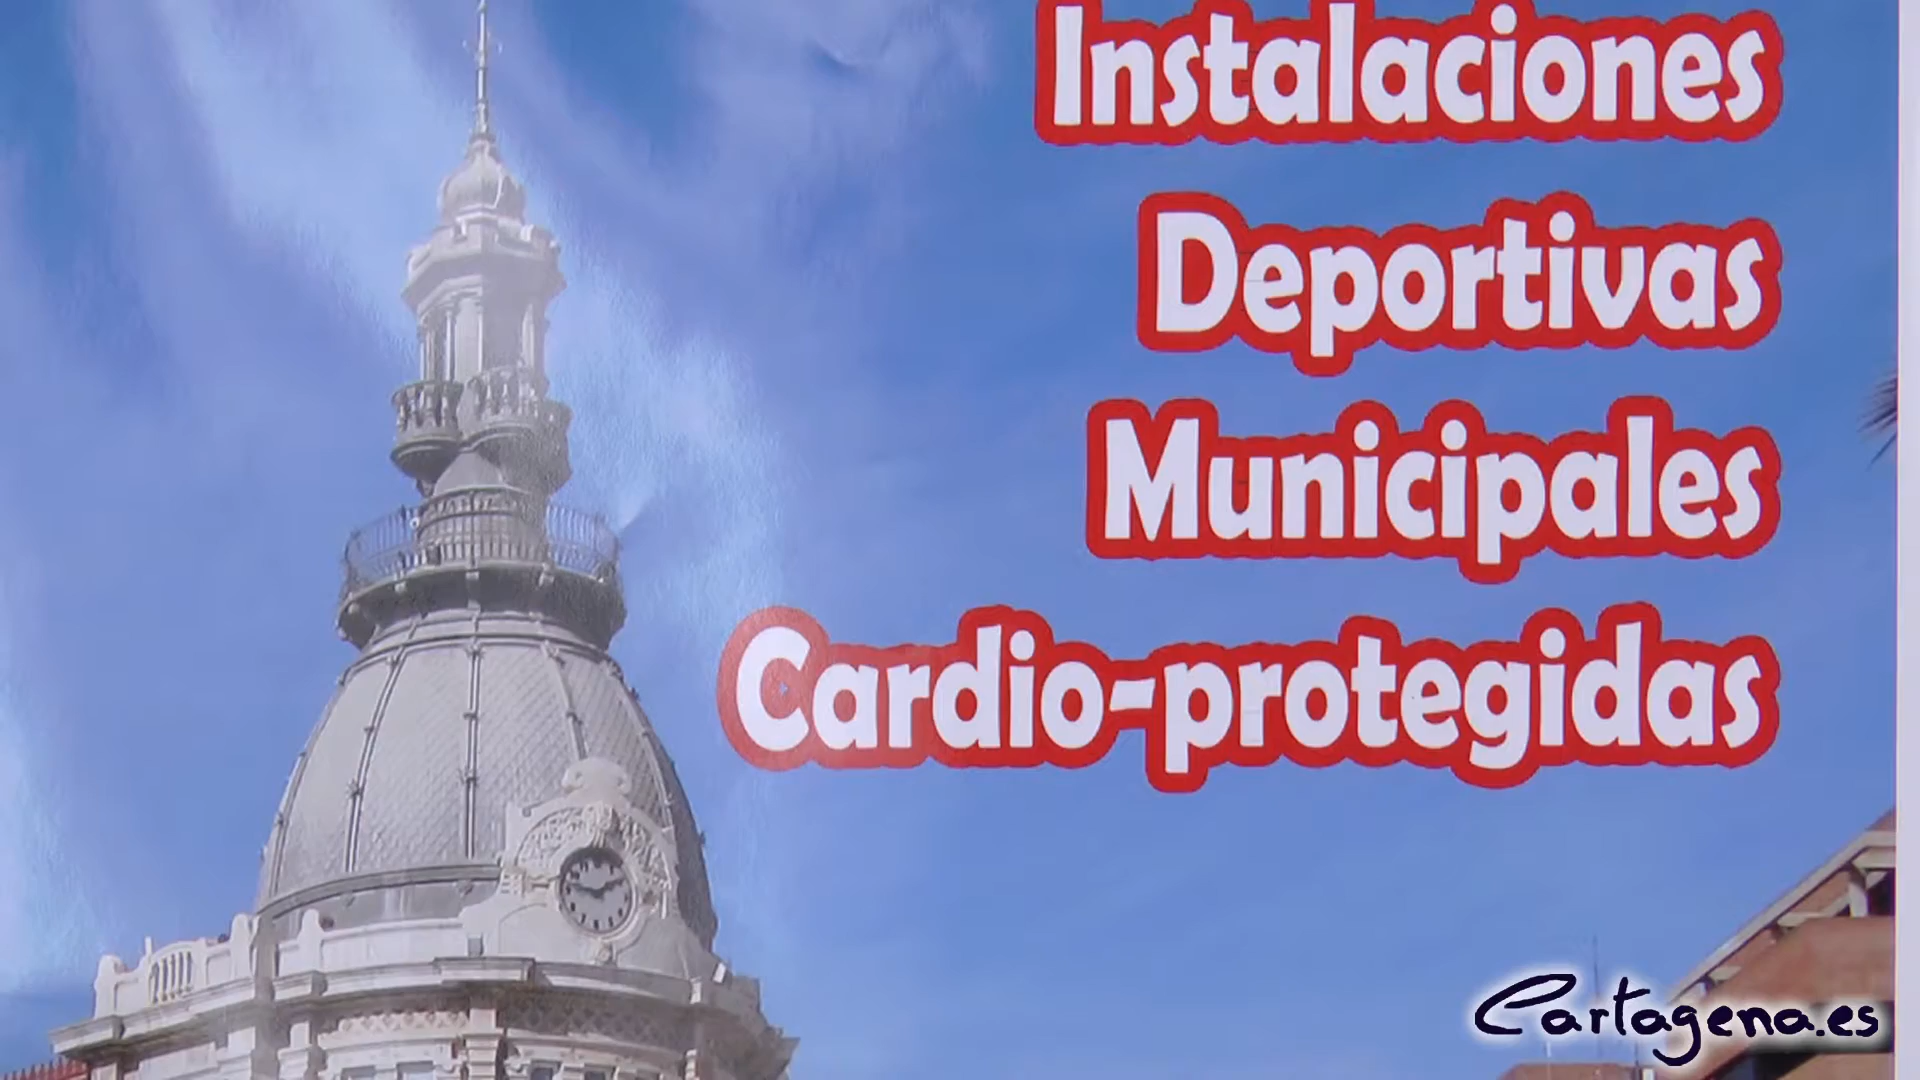 Instalaciones
Deportivas
Municipales
Cardio-protegidas
Cartagena.es